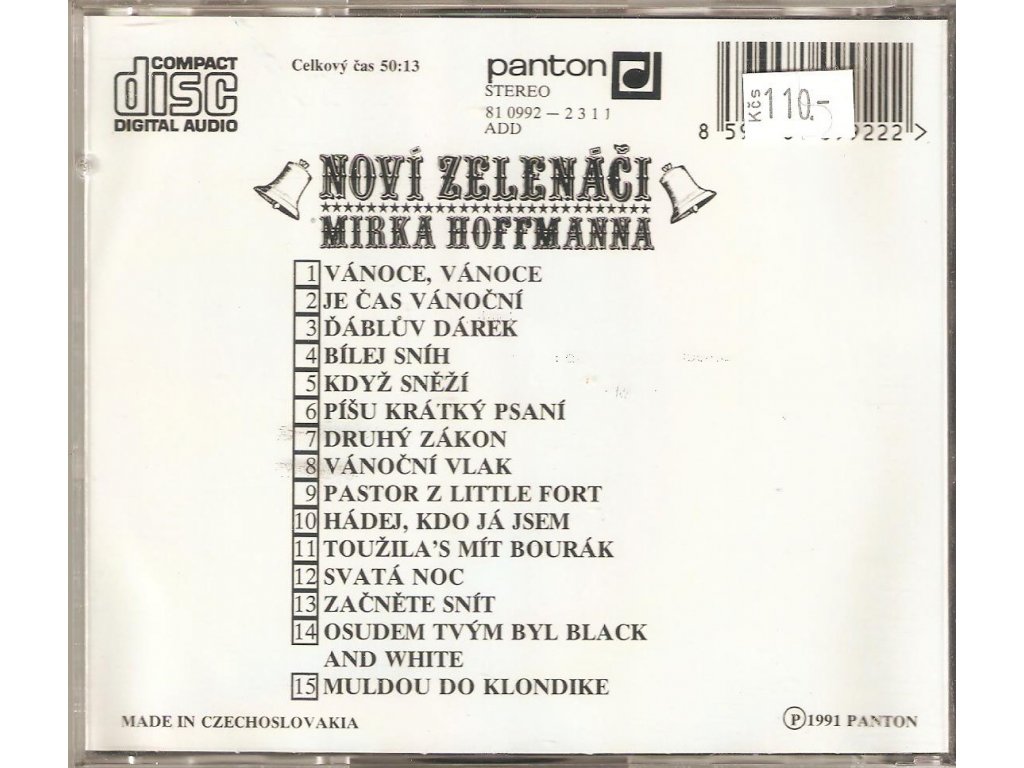 COMPACT
disc
DIGITAL AUDIO
Celkový čas 50:13
panton
STEREO
81 0992 – 2 3 1 1
ADD
Kčs 110.-
NOVÍ ZELENÁČI
MIRKA HOFFMANNA
1 VÁNOCE, VÁNOCE
2 JE ČAS VÁNOČNÍ
3 ĎÁBLŮV DÁREK
4 BÍLEJ SNÍH
5 KDYŽ SNĚŽÍ
6 PÍŠU KRÁTKÝ PSANÍ
7 DRUHÝ ZÁKON
8 VÁNOČNÍ VLAK
9 PASTOR Z LITTLE FORT
10 HÁDEJ, KDO JÁ JSEM
11 TOUŽILA'S MÍT BOURÁK
12 SVATÁ NOC
13 ZAČNĚTE SNÍT
14 OSUDEM TVÝM BYL BLACK
AND WHITE
15 MULDOU DO KLONDIKE
MADE IN CZECHOSLOVAKIA
Ⓟ 1991 PANTON